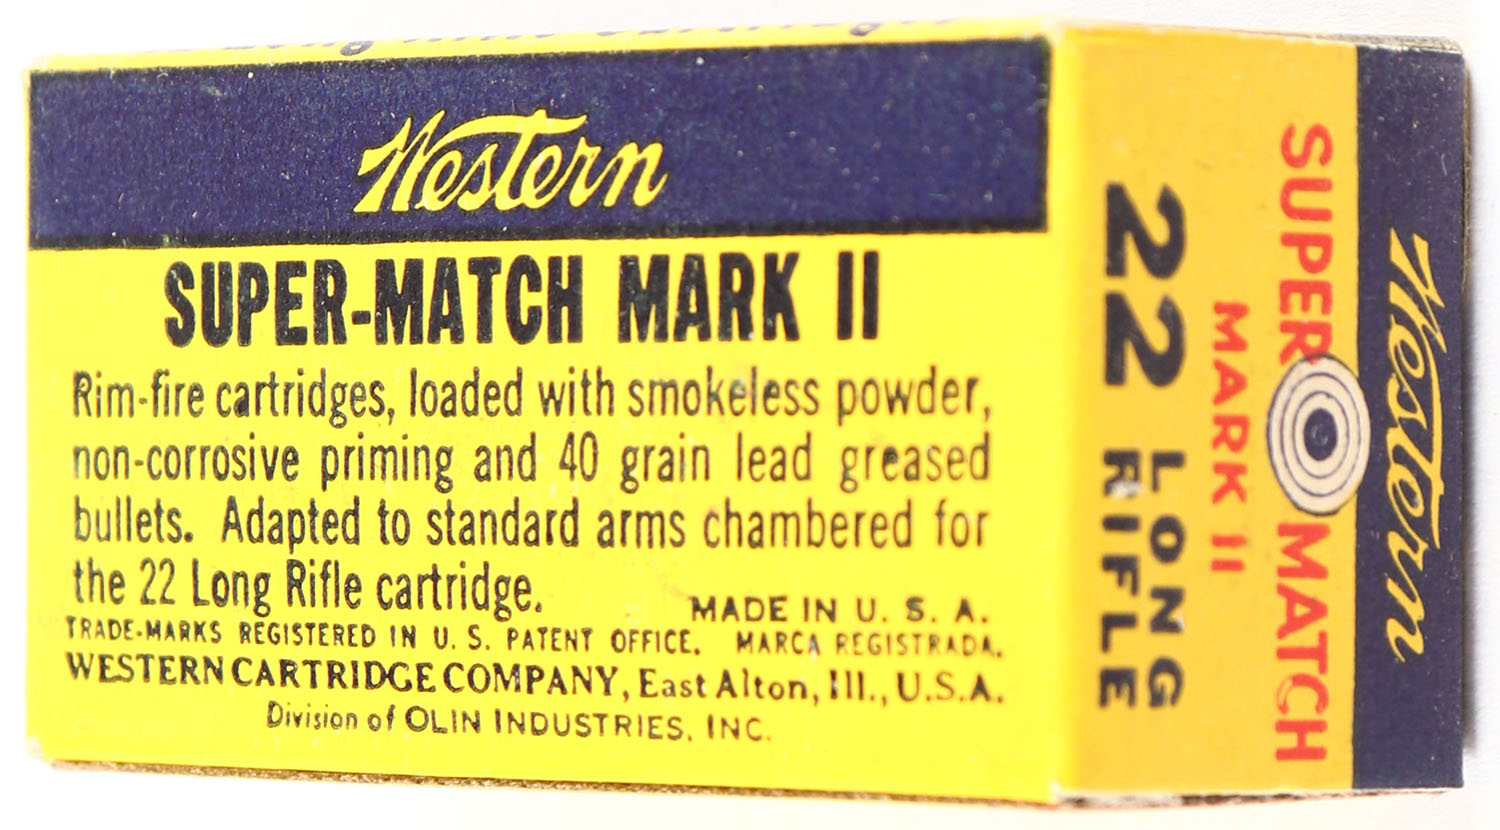 Western
SUPER-MATCH MARK II
Rim-fire cartridges, loaded with smokeless powder,
non-corrosive priming and 40 grain lead greased
bullets. Adapted to standard arms chambered for
the 22 Long Rifle cartridge.
MADE IN U. S. A.
TRADE-MARKS REGISTERED IN U. S. PATENT OFFICE. MARCA REGISTRADA.
WESTERN CARTRIDGE COMPANY, East Alton, Ill., U.S.A.
Division of OLIN INDUSTRIES, INC.
Western
SUPER MATCH
MARK II
22 LONG
RIFLE